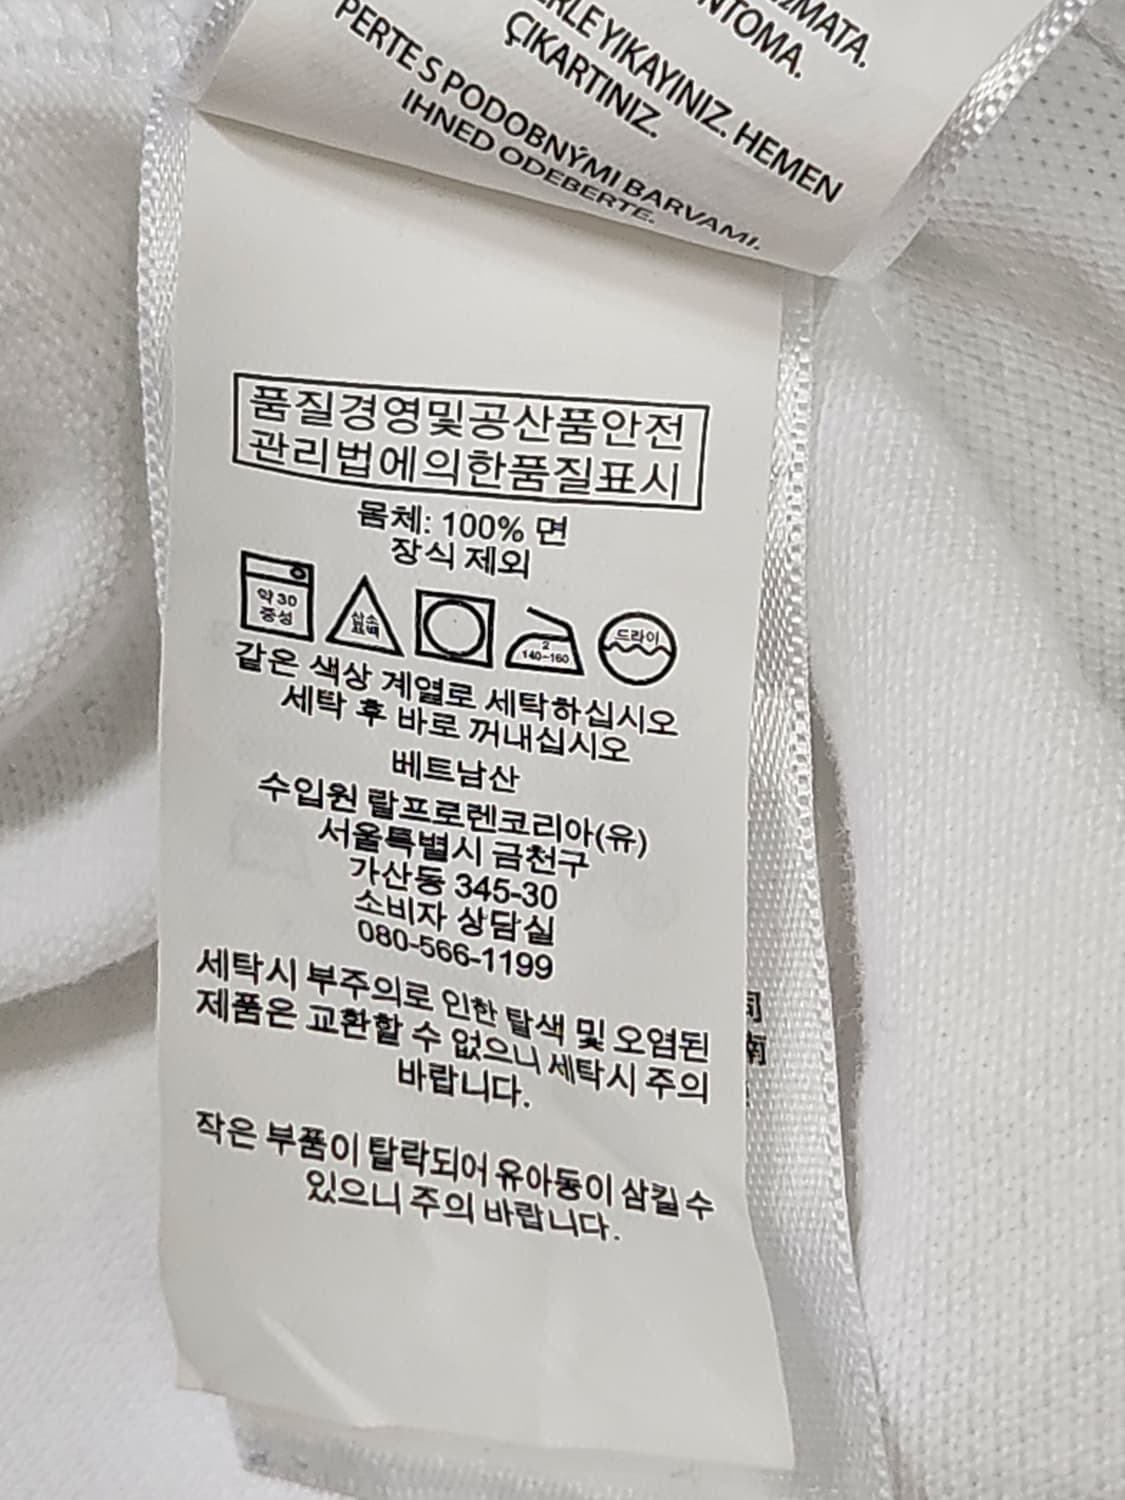 ÇIKARTINIZ.
PERTE S PODOBNÝMI BARVAMI.
IHNED ODEBERTE.
품질경영및공산품안전
관리법에의한품질표시
몸체: 100% 면
장식 제외
약 30
중성
산소
표백
2
140-160
드라이
같은 색상 계열로 세탁하십시오
세탁 후 바로 꺼내십시오
베트남산
수입원 랄프로렌코리아(유)
서울특별시 금천구
가산동 345-30
소비자 상담실
080-566-1199
세탁시 부주의로 인한 탈색 및 오염된
제품은 교환할 수 없으니 세탁시 주의
바랍니다.
작은 부품이 탈락되어 유아동이 삼킬 수
있으니 주의 바랍니다.